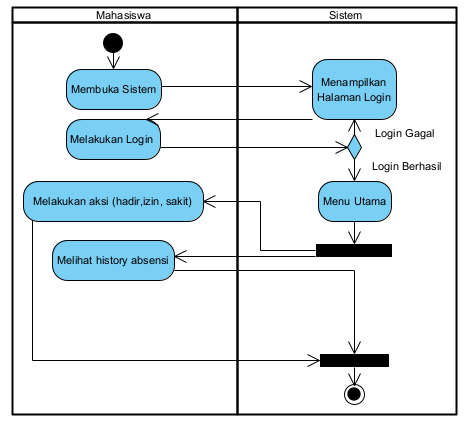 Mahasiswa
Sistem
Membuka Sistem
Menampilkan
Halaman Login
Melakukan Login
Login Gagal
Login Berhasil
Melakukan aksi (hadir,izin, sakit)
Menu Utama
Melihat history absensi